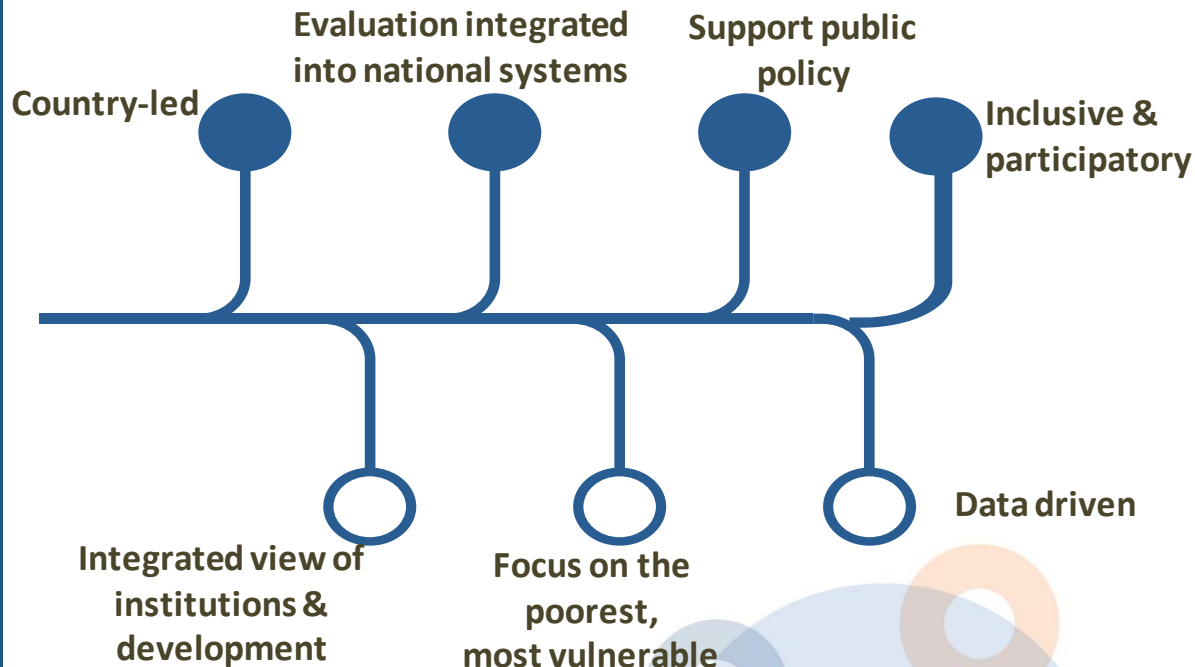 Evaluation integrated
into national systems
Support public
policy
Country-led
Inclusive &
participatory
Data driven
Integrated view of
institutions &
development
Focus on the
poorest,
most vulnerable